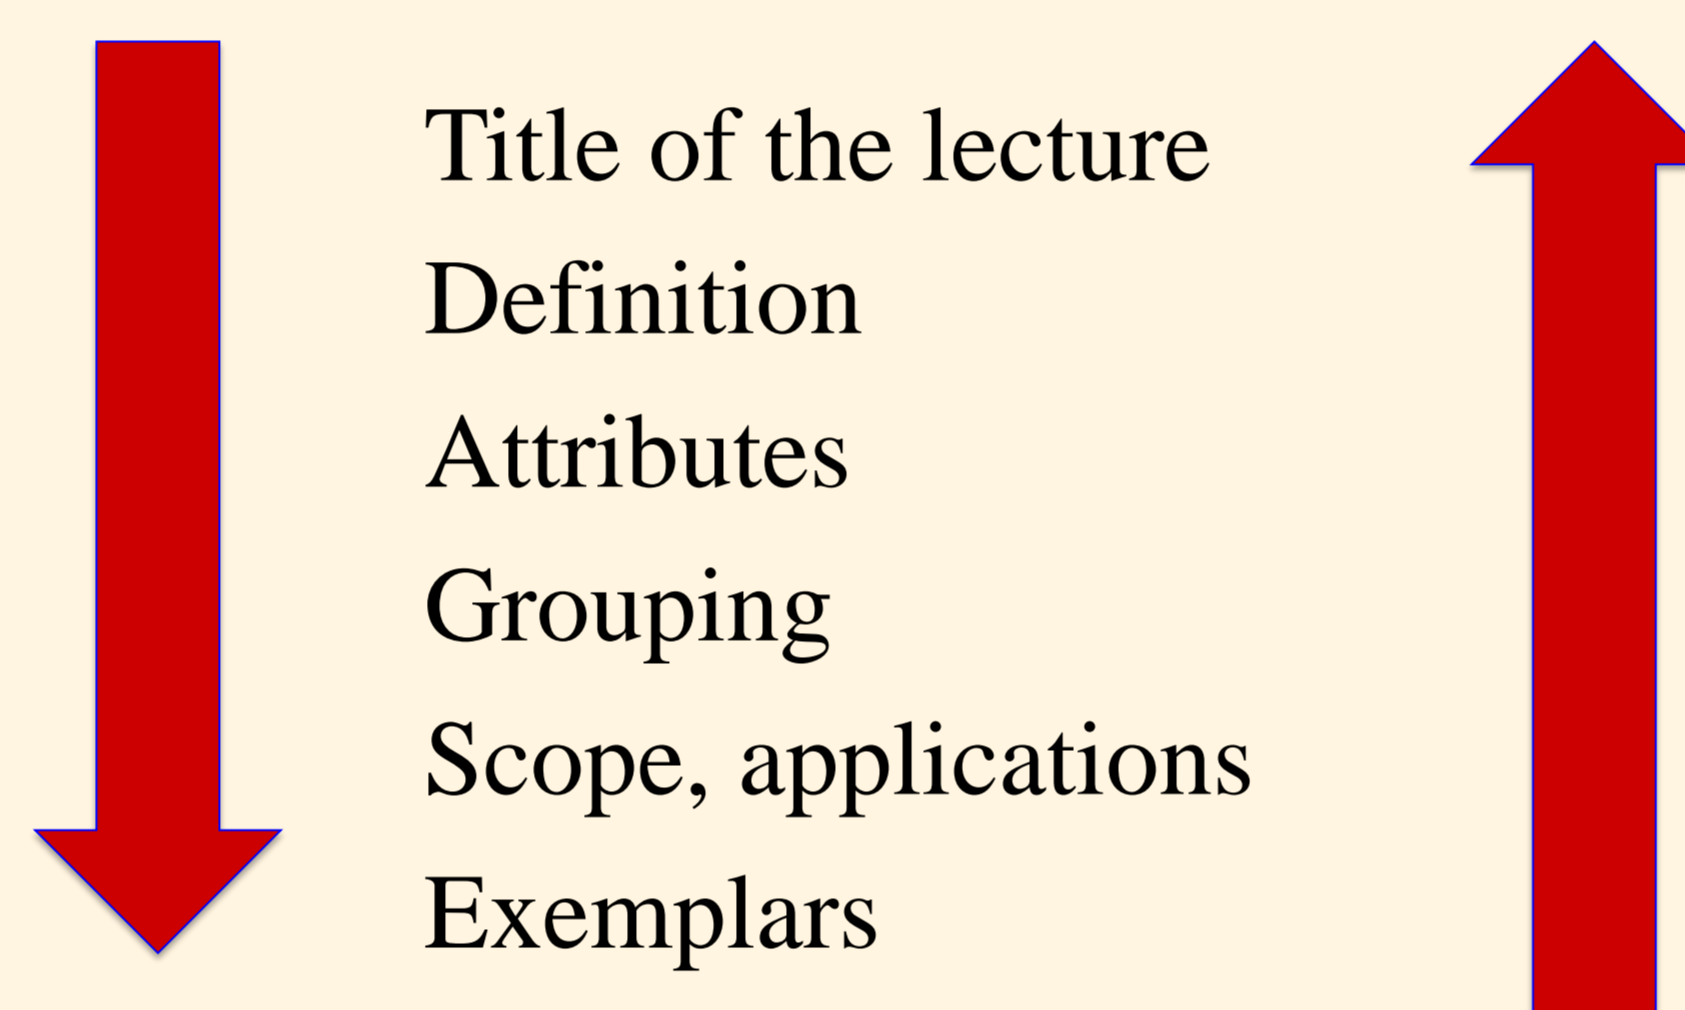 Title of the lecture
Definition
Attributes
Grouping
Scope, applications
Exemplars